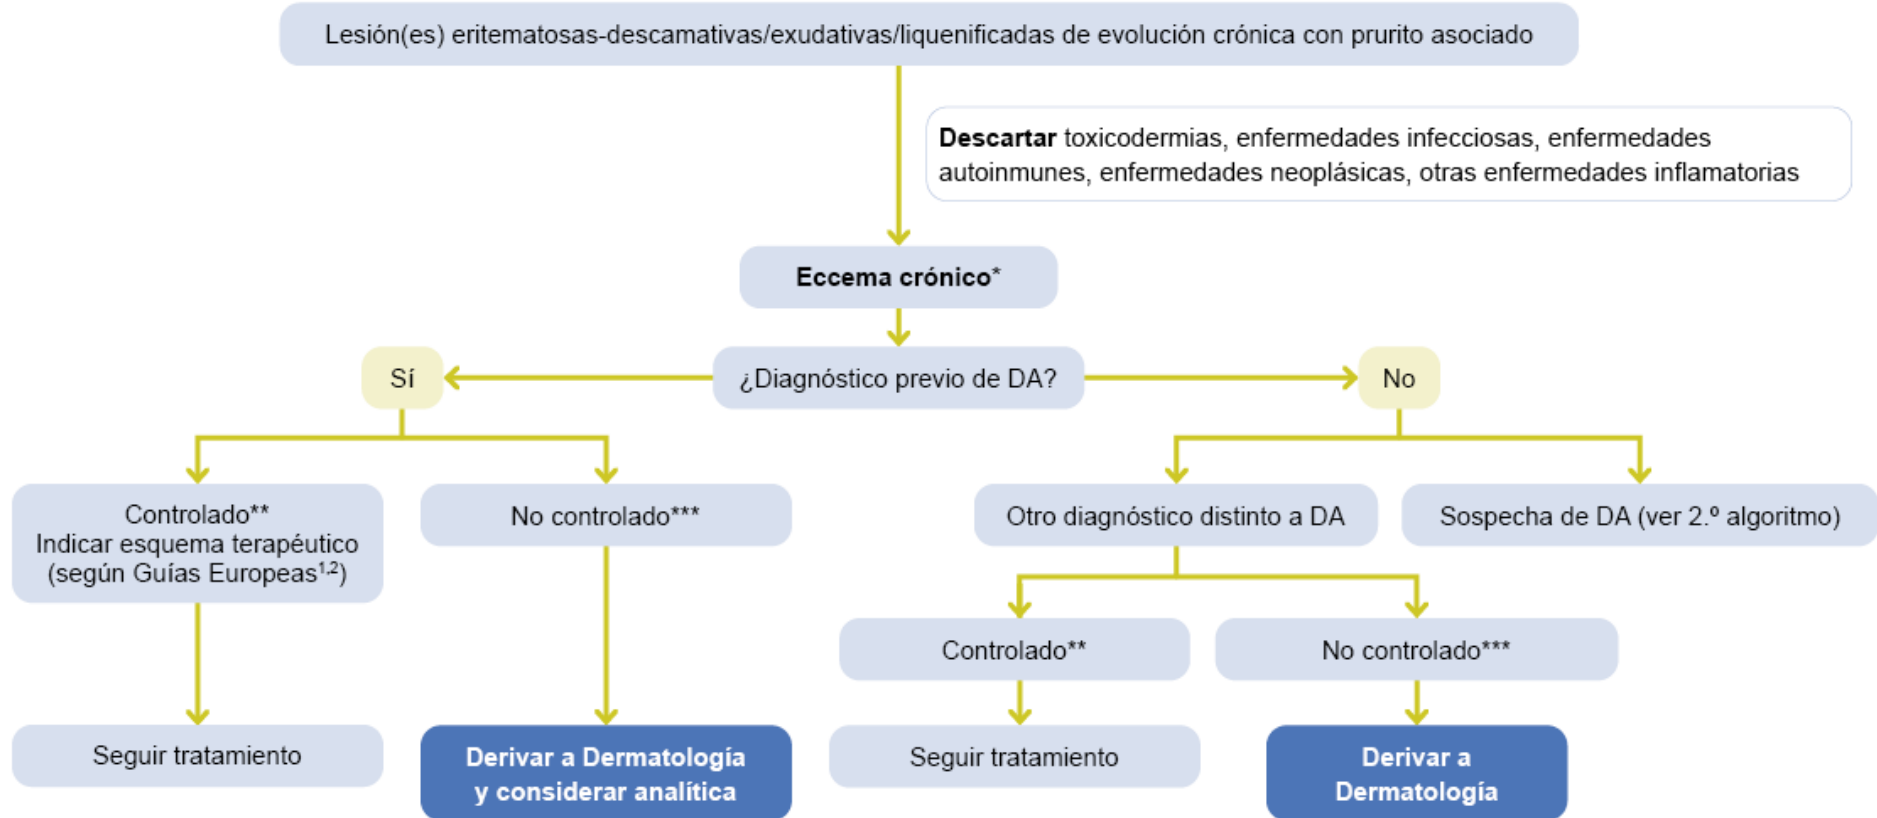 Lesión(es) eritematosas-descamativas/exudativas/liquenificadas de evolución crónica con prurito asociado
Descartar toxicodermias, enfermedades infecciosas, enfermedades
autoinmunes, enfermedades neoplásicas, otras enfermedades inflamatorias
Eccema crónico*
Sí
¿Diagnóstico previo de DA?
No
Controlado**
Indicar esquema terapéutico
(según Guías Europeas¹,²)
No controlado***
Otro diagnóstico distinto a DA
Sospecha de DA (ver 2.º algoritmo)
Controlado**
No controlado***
Seguir tratamiento
Derivar a Dermatología
y considerar analítica
Seguir tratamiento
Derivar a
Dermatología